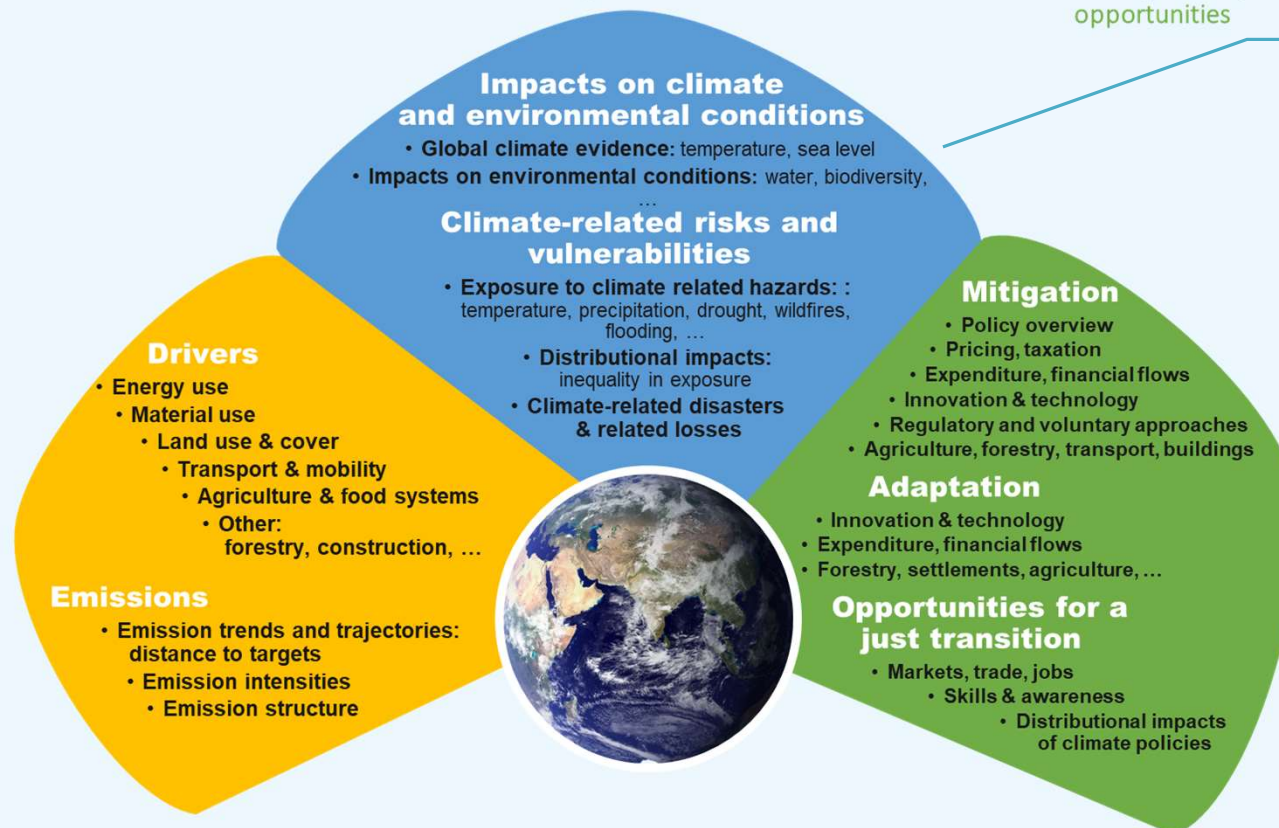 opportunities
Impacts on climate
and environmental conditions
• Global climate evidence: temperature, sea level
• Impacts on environmental conditions: water, biodiversity,
…
Climate-related risks and
vulnerabilities
• Exposure to climate related hazards: :
temperature, precipitation, drought, wildfires,
flooding, …
• Distributional impacts:
inequality in exposure
• Climate-related disasters
& related losses
Drivers
• Energy use
• Material use
• Land use & cover
• Transport & mobility
• Agriculture & food systems
• Other:
forestry, construction, …
Emissions
• Emission trends and trajectories:
distance to targets
• Emission intensities
• Emission structure
Mitigation
• Policy overview
• Pricing, taxation
• Expenditure, financial flows
• Innovation & technology
• Regulatory and voluntary approaches
• Agriculture, forestry, transport, buildings
Adaptation
• Innovation & technology
• Expenditure, financial flows
• Forestry, settlements, agriculture, …
Opportunities for a
just transition
• Markets, trade, jobs
• Skills & awareness
• Distributional impacts
of climate policies